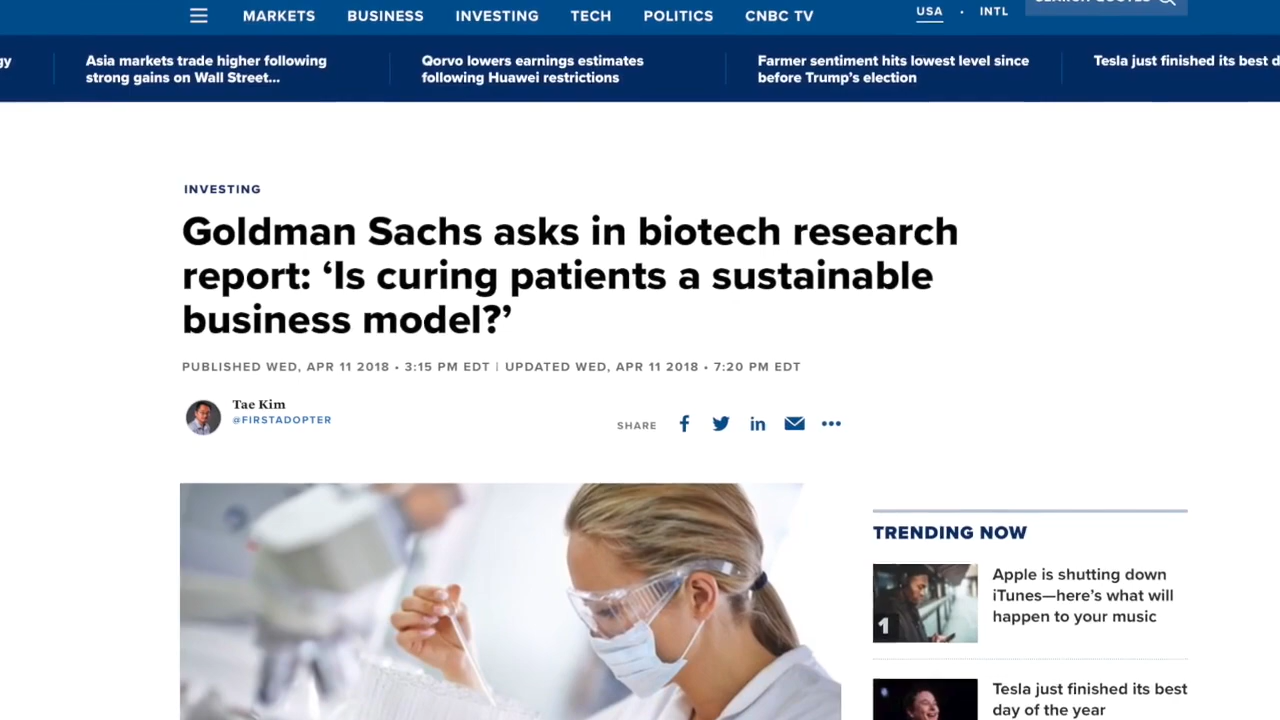 MARKETS BUSINESS INVESTING TECH POLITICS CNBC TV USA · INTL
gy
Asia markets trade higher following
strong gains on Wall Street...
Qorvo lowers earnings estimates
following Huawei restrictions
Farmer sentiment hits lowest level since
before Trump's election
Tesla just finished its best d
INVESTING
Goldman Sachs asks in biotech research
report: ‘Is curing patients a sustainable
business model?’
PUBLISHED WED, APR 11 2018 • 3:15 PM EDT | UPDATED WED, APR 11 2018 • 7:20 PM EDT
Tae Kim
@FIRSTADOPTER
SHARE
TRENDING NOW
1
Apple is shutting down
iTunes—here’s what will
happen to your music
Tesla just finished its best
day of the year